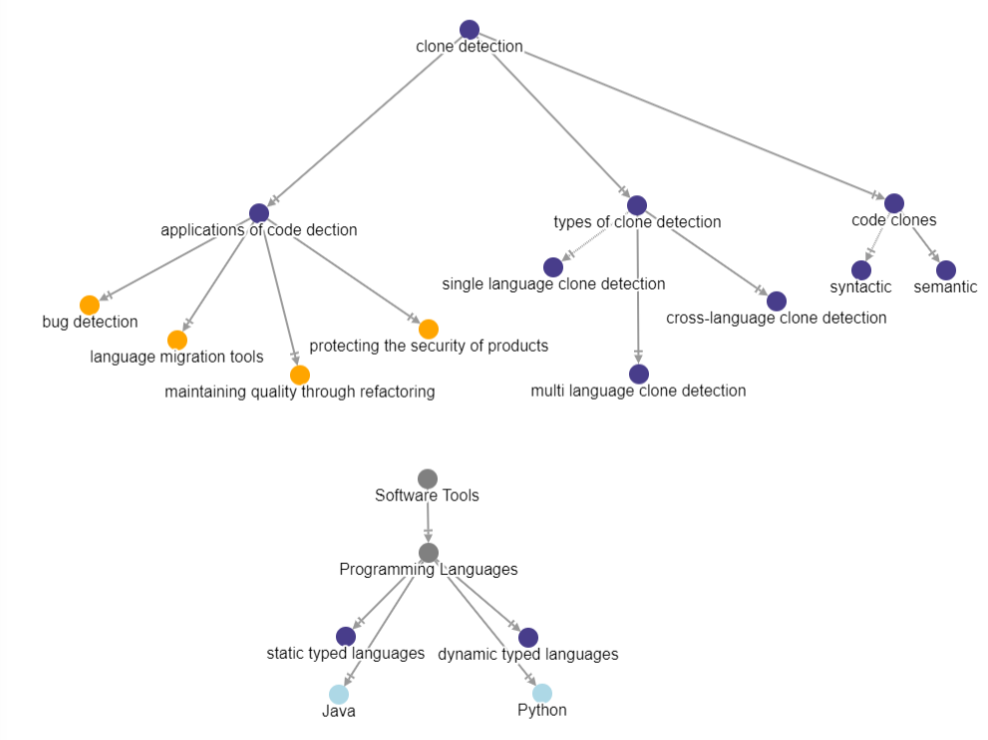 clone detection
applications of code dection
types of clone detection
code clones
single language clone detection
syntactic
semantic
bug detection
cross-language clone detection
language migration tools
protecting the security of products
maintaining quality through refactoring
multi language clone detection
Software Tools
Programming Languages
static typed languages
dynamic typed languages
Java
Python